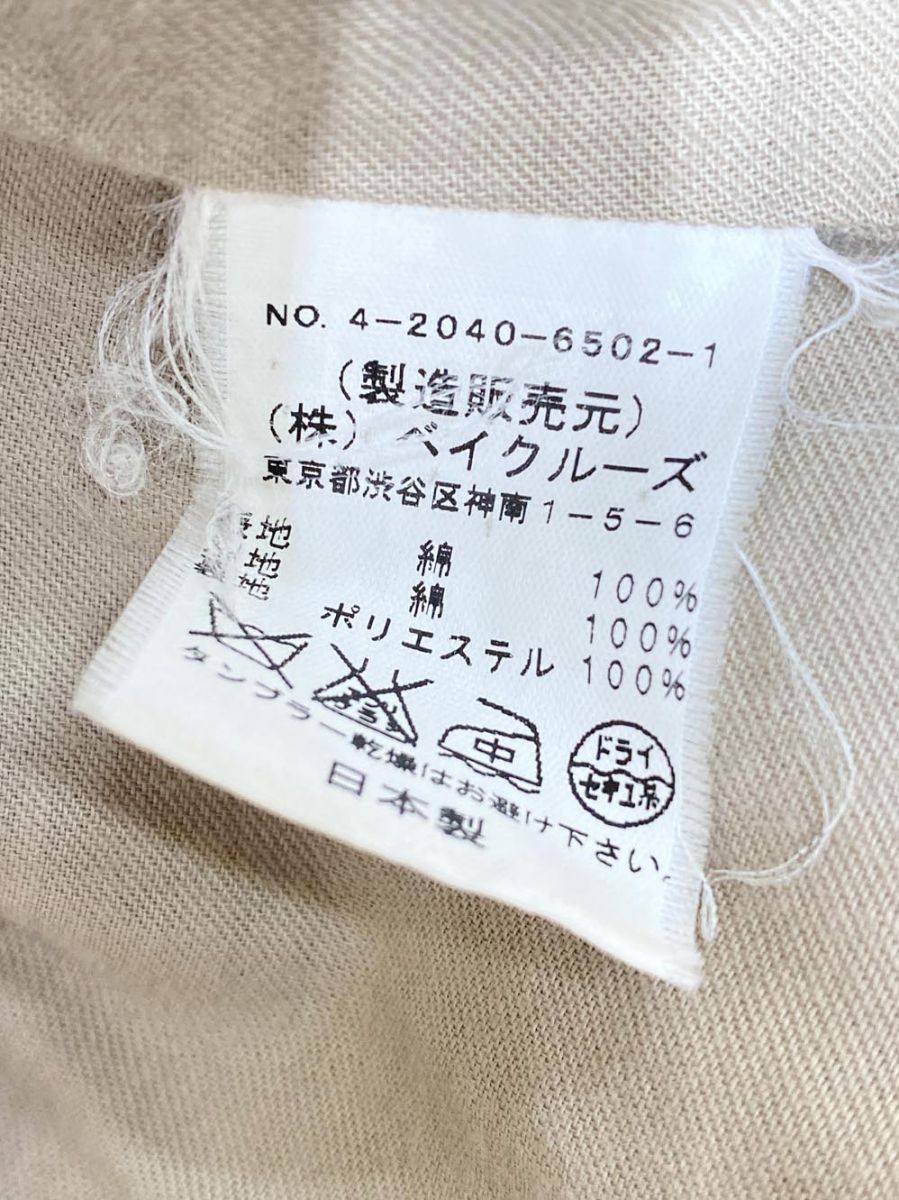 NO. 4-2040-6502-1
(製造販売元)
(株) ベイクルーズ
東京都渋谷区神南1-5-6
地 綿 100%
地 綿 100%
地 ポリエステル 100%
中
ドライ
セキユ系
タンブラー乾燥はお避け下さい。
日本製